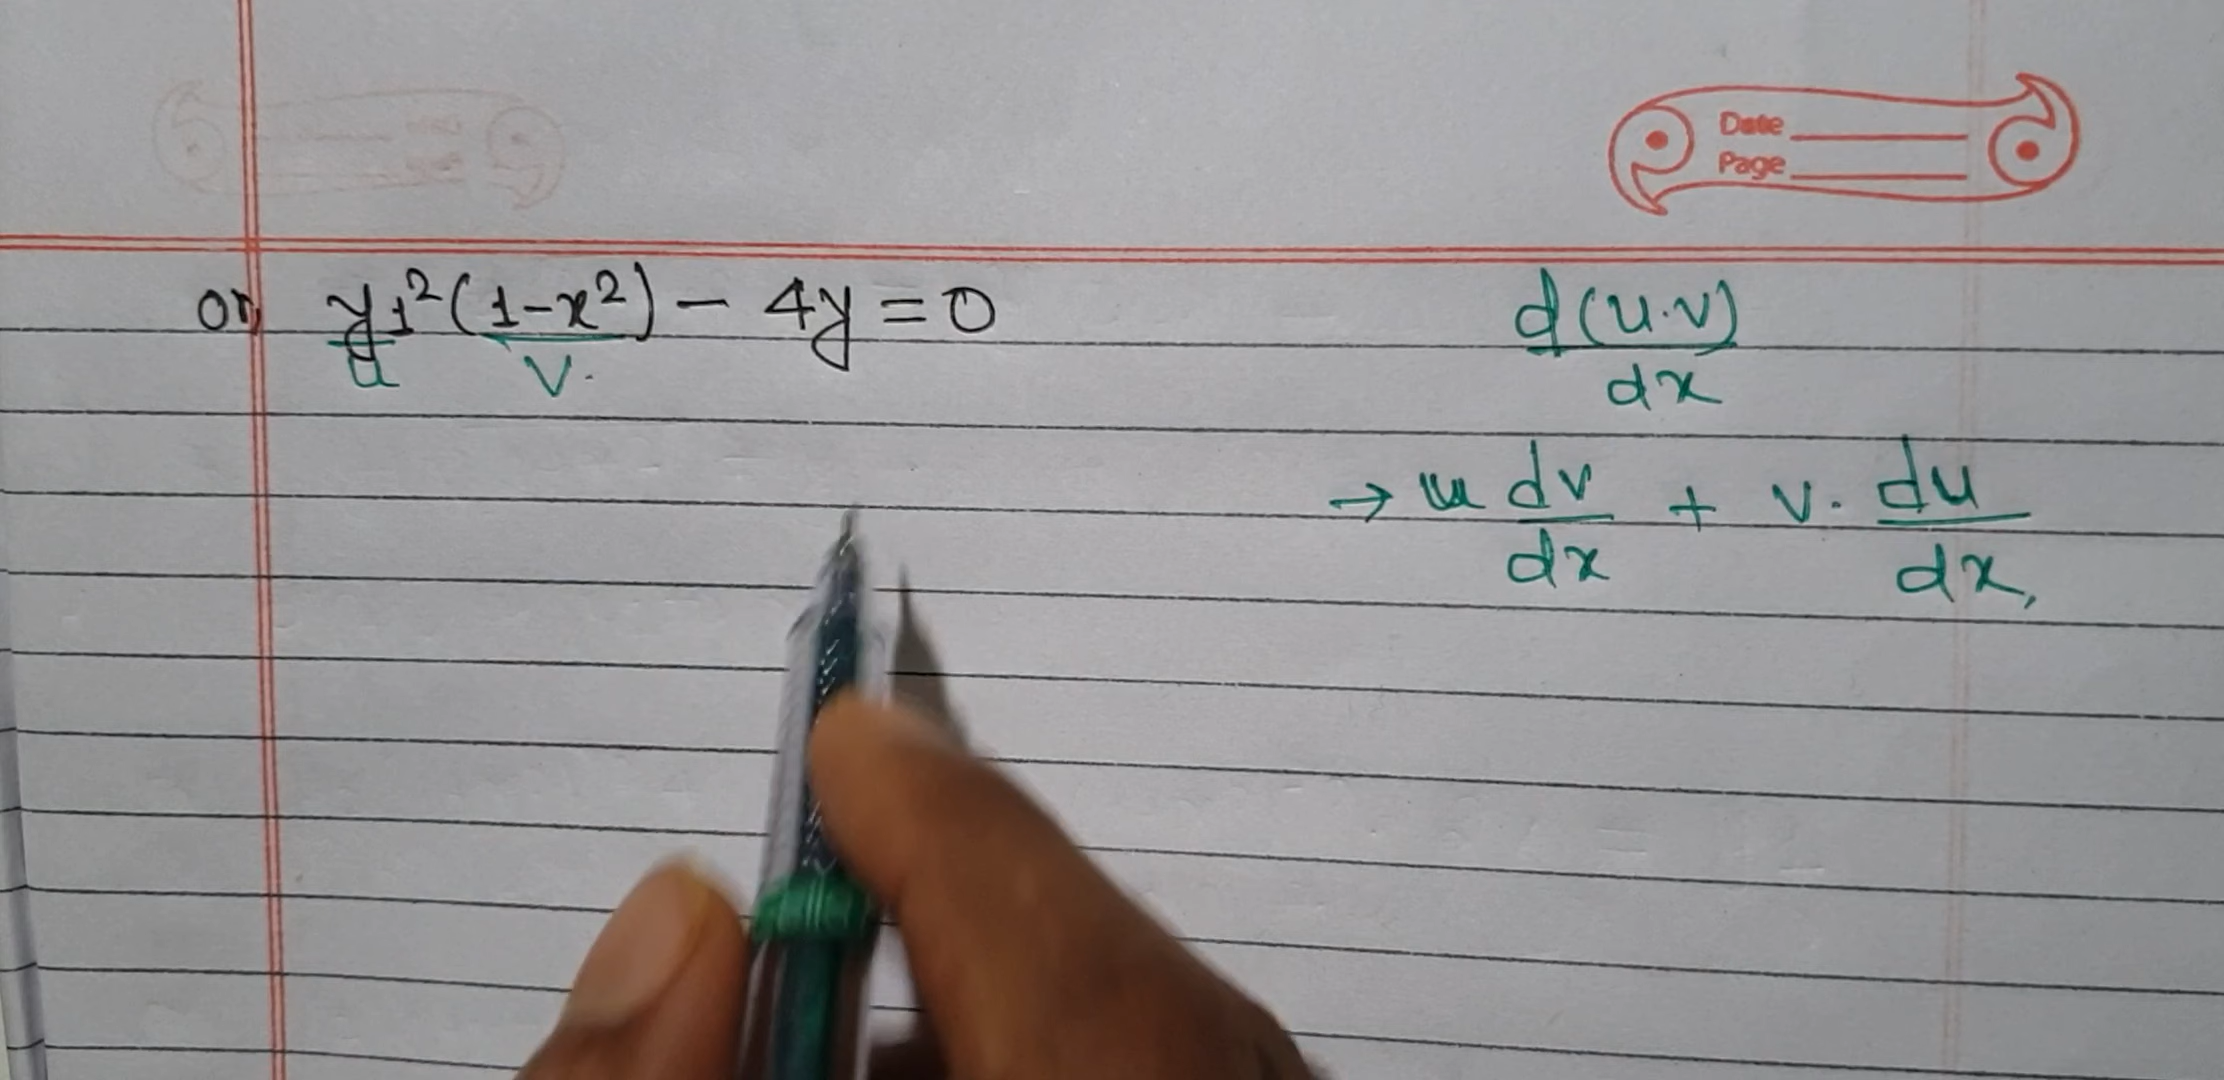 Date
Page
or, y₁²(1-x²) - 4y = 0
u v.
d(u.v)
dx
→ u dv/dx + v. du/dx,